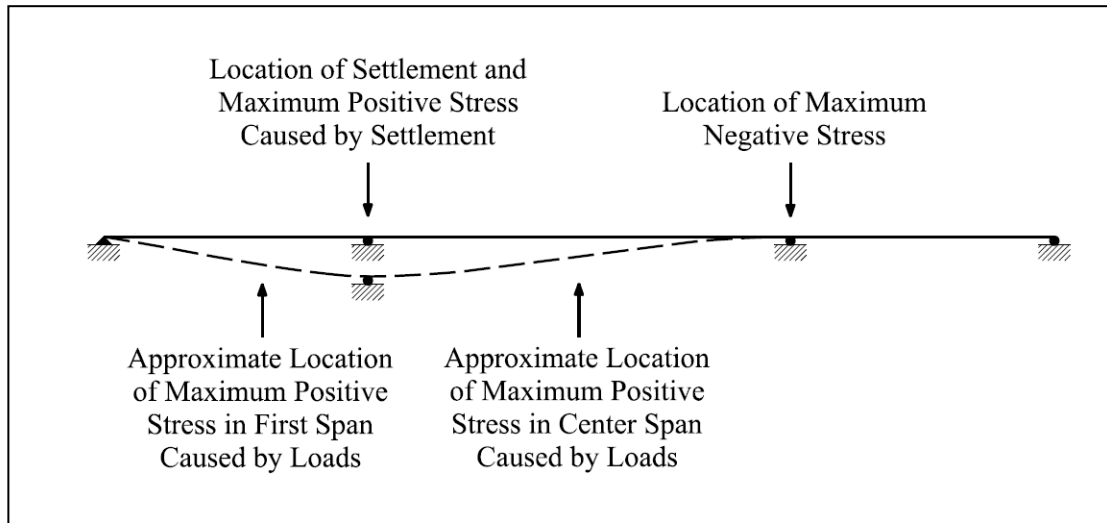 Location of Settlement and
Maximum Positive Stress
Caused by Settlement
Location of Maximum
Negative Stress
Approximate Location
of Maximum Positive
Stress in First Span
Caused by Loads
Approximate Location
of Maximum Positive
Stress in Center Span
Caused by Loads